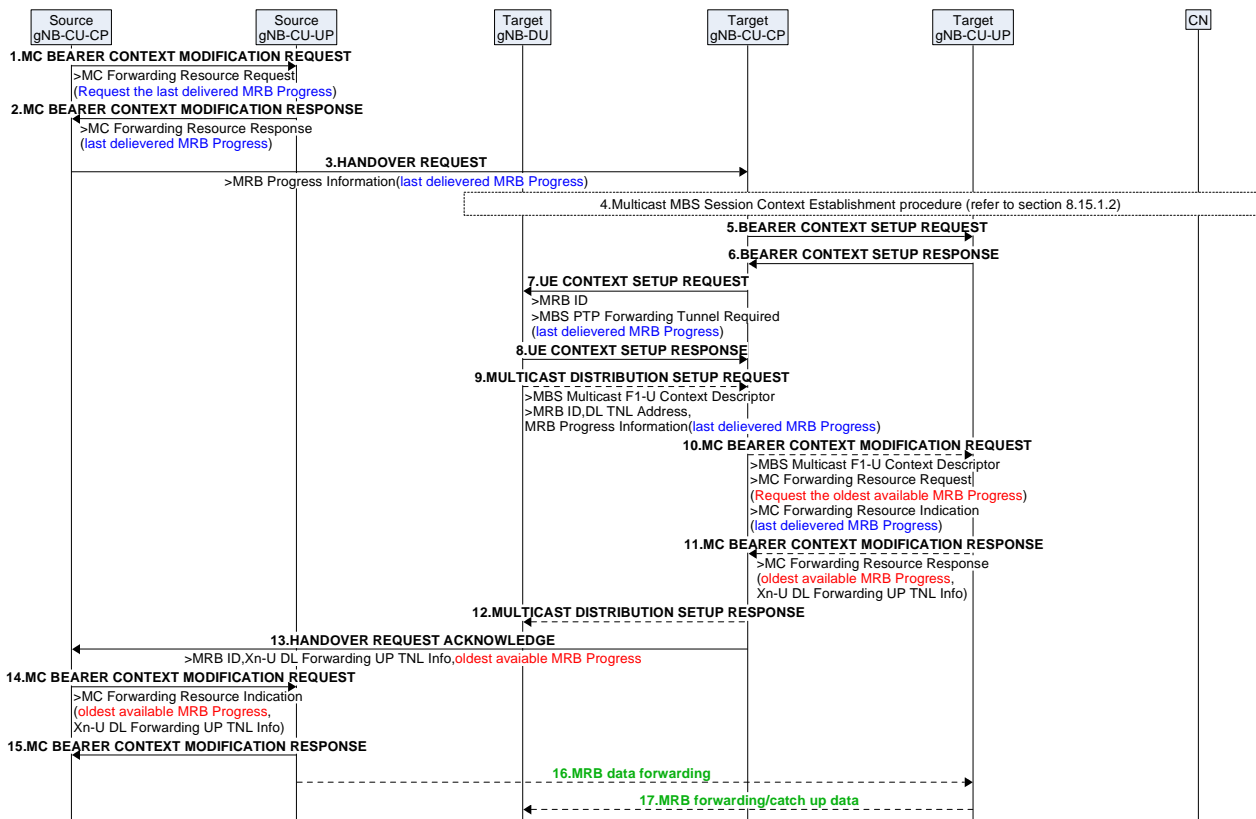 Source
gNB-CU-CP
Source
gNB-CU-UP
Target
gNB-DU
Target
gNB-CU-CP
Target
gNB-CU-UP
CN
1.MC BEARER CONTEXT MODIFICATION REQUEST
>MC Forwarding Resource Request
(Request the last delivered MRB Progress)
2.MC BEARER CONTEXT MODIFICATION RESPONSE
>MC Forwarding Resource Response
(last delievered MRB Progress)
3.HANDOVER REQUEST
>MRB Progress Information(last delievered MRB Progress)
4.Multicast MBS Session Context Establishment procedure (refer to section 8.15.1.2)
5.BEARER CONTEXT SETUP REQUEST
6.BEARER CONTEXT SETUP RESPONSE
7.UE CONTEXT SETUP REQUEST
>MRB ID
>MBS PTP Forwarding Tunnel Required
(last delievered MRB Progress)
8.UE CONTEXT SETUP RESPONSE
9.MULTICAST DISTRIBUTION SETUP REQUEST
>MBS Multicast F1-U Context Descriptor
>MRB ID,DL TNL Address,
MRB Progress Information(last delievered MRB Progress)
10.MC BEARER CONTEXT MODIFICATION REQUEST
>MBS Multicast F1-U Context Descriptor
>MC Forwarding Resource Request
(Request the oldest available MRB Progress)
>MC Forwarding Resource Indication
(last delievered MRB Progress)
11.MC BEARER CONTEXT MODIFICATION RESPONSE
>MC Forwarding Resource Response
(oldest available MRB Progress,
Xn-U DL Forwarding UP TNL Info)
12.MULTICAST DISTRIBUTION SETUP RESPONSE
13.HANDOVER REQUEST ACKNOWLEDGE
>MRB ID,Xn-U DL Forwarding UP TNL Info,oldest avaiable MRB Progress
14.MC BEARER CONTEXT MODIFICATION REQUEST
>MC Forwarding Resource Indication
(oldest available MRB Progress,
Xn-U DL Forwarding UP TNL Info)
15.MC BEARER CONTEXT MODIFICATION RESPONSE
16.MRB data forwarding
17.MRB forwarding/catch up data